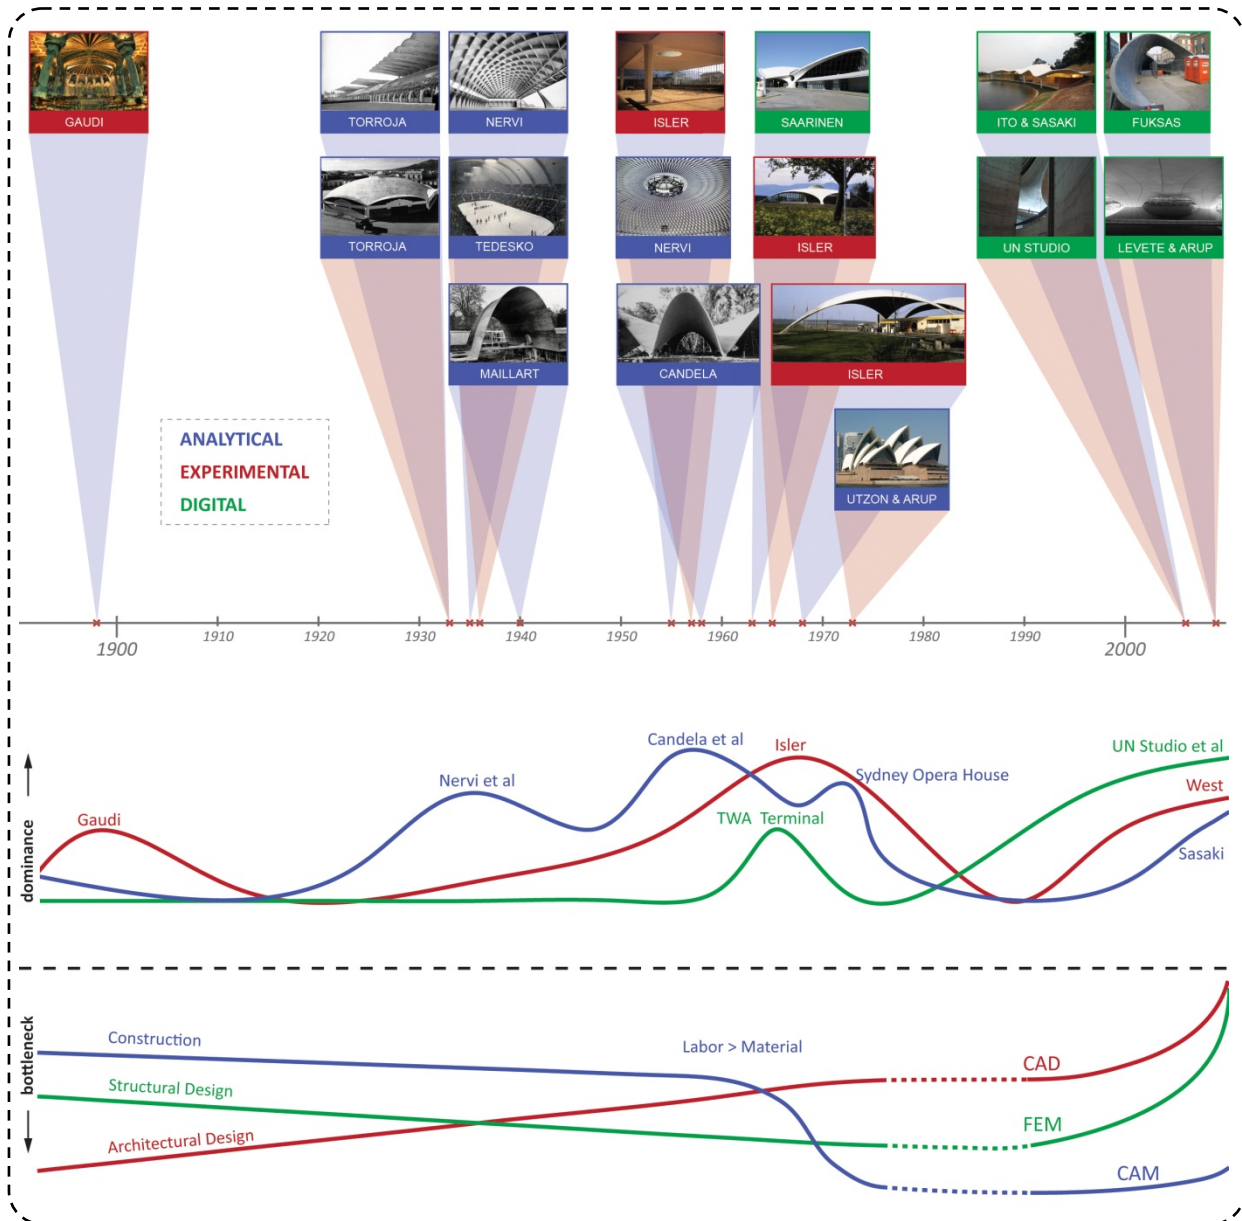 GAUDI
TORROJA
NERVI
ISLER
SAARINEN
ITO & SASAKI
FUKSAS
TORROJA
TEDESKO
NERVI
ISLER
UN STUDIO
LEVETE & ARUP
MAILLART
CANDELA
ISLER
UTZON & ARUP
ANALYTICAL
EXPERIMENTAL
DIGITAL
1900
1910
1920
1930
1940
1950
1960
1970
1980
1990
2000
dominance
Gaudi
Nervi et al
Candela et al
Isler
Sydney Opera House
TWA Terminal
UN Studio et al
West
Sasaki
bottleneck
Construction
Structural Design
Architectural Design
Labor > Material
CAD
FEM
CAM